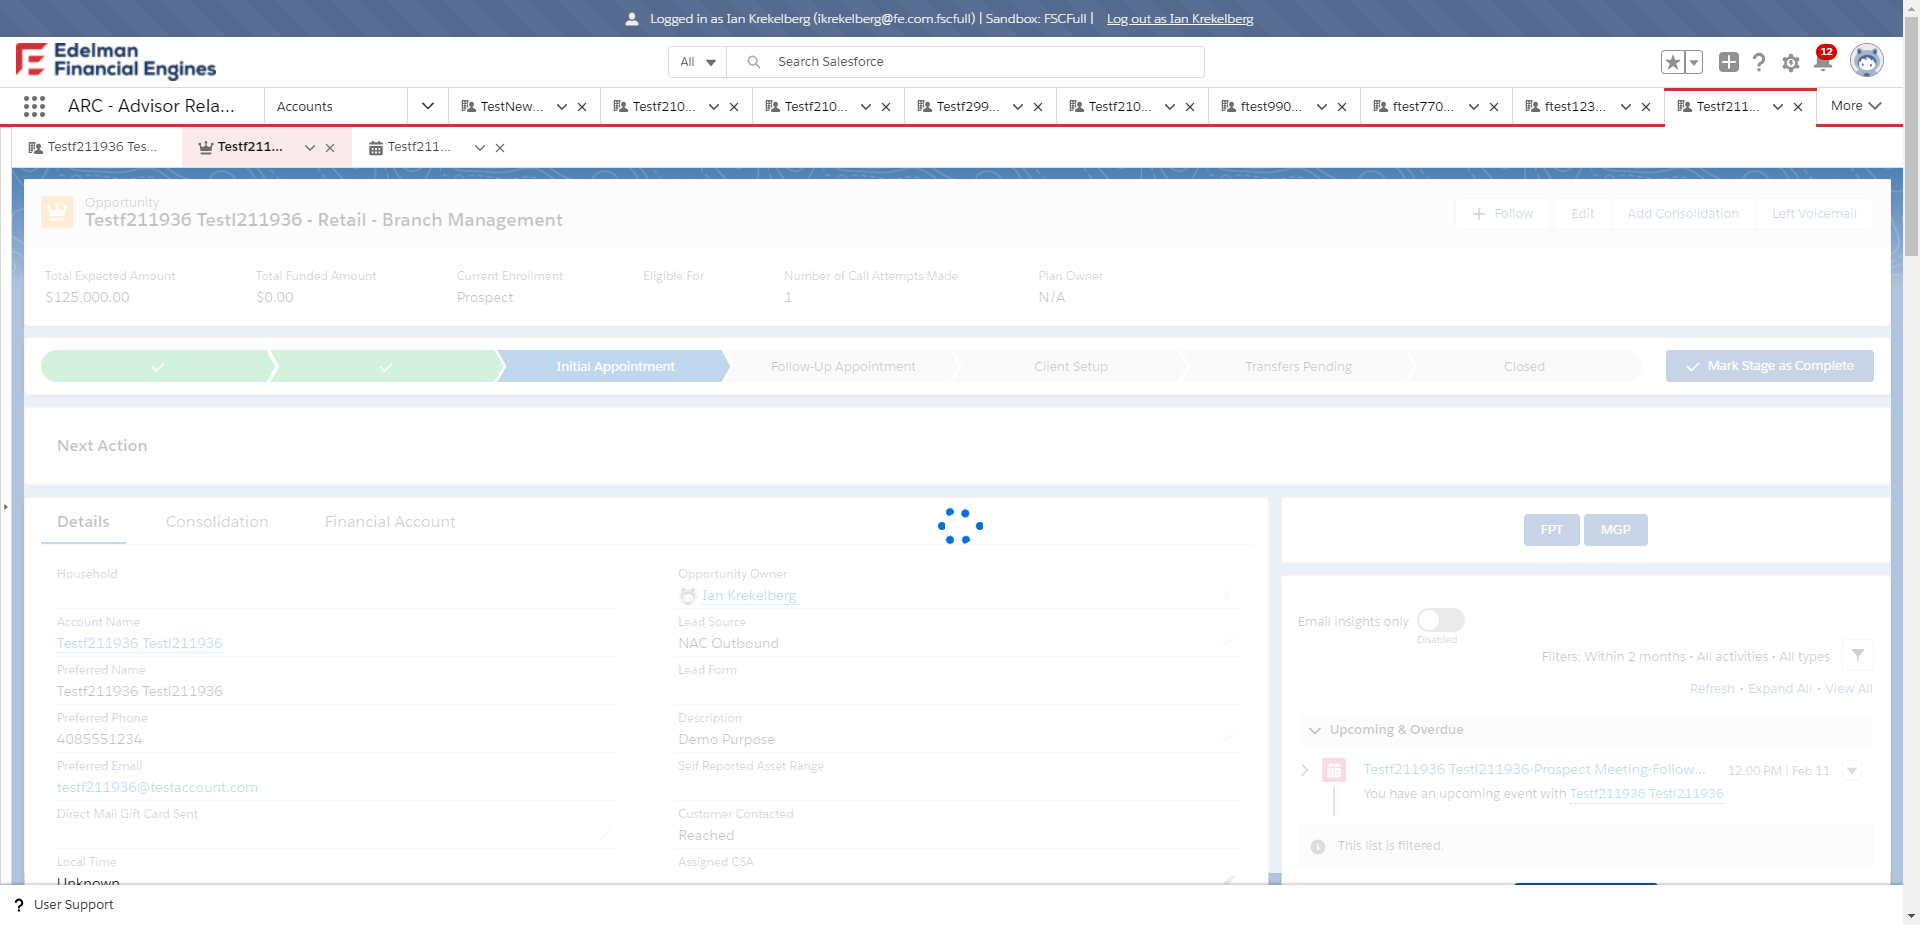 Logged in as Ian Krekelberg (ikrekelberg@fe.com.fscfull) | Sandbox: FSCFull | Log out as Ian Krekelberg
Edelman
Financial Engines
All
Search Salesforce
12
ARC - Advisor Rela...
Accounts
TestNew...
Testf210...
Testf210...
Testf299...
Testf210...
ftest990...
ftest770...
ftest123...
Testf211...
More
Testf211936 Tes...
Testf211...
Testf211...
Opportunity
Testf211936 Testl211936 - Retail - Branch Management
Follow
Edit
Add Consolidation
Left Voicemail
Total Expected Amount
$125,000.00
Total Funded Amount
$0.00
Current Enrollment
Prospect
Eligible For
Number of Call Attempts Made
1
Plan Owner
N/A
Initial Appointment
Follow-Up Appointment
Client Setup
Transfers Pending
Closed
Mark Stage as Complete
Next Action
Details
Consolidation
Financial Account
Household
Account Name
Testf211936 Testl211936
Preferred Name
Testf211936 Testl211936
Preferred Phone
4085551234
Preferred Email
testf211936@testaccount.com
Direct Mail Gift Card Sent
Local Time
Unknown
Opportunity Owner
Ian Krekelberg
Lead Source
NAC Outbound
Lead Form
Description
Demo Purpose
Self Reported Asset Range
Customer Contacted
Reached
Assigned CSA
FPT
MGP
Email insights only
Disabled
Filters: Within 2 months • All activities • All types
Refresh • Expand All • View All
Upcoming & Overdue
Testf211936 Testl211936-Prospect Meeting-Follow...
12:00 PM | Feb 11
You have an upcoming event with Testf211936 Testl211936
This list is filtered.
? User Support